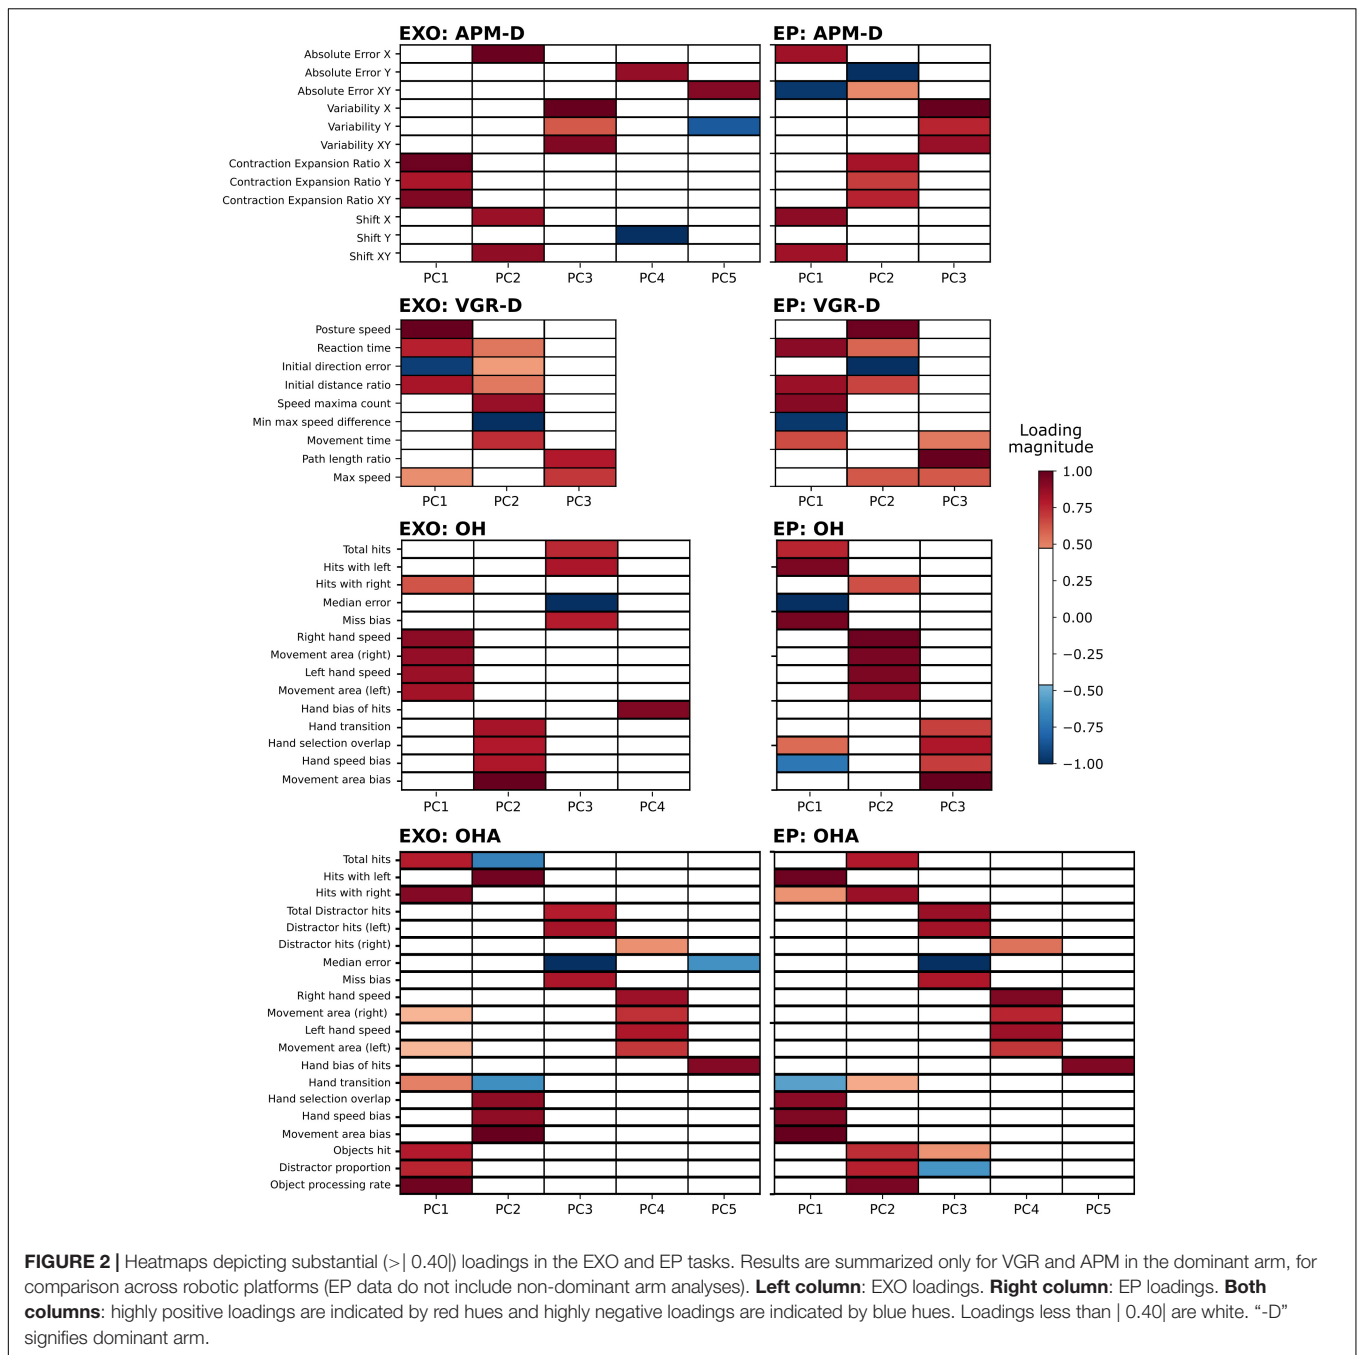 EXO: APM-D
EP: APM-D
Absolute Error X
Absolute Error Y
Absolute Error XY
Variability X
Variability Y
Variability XY
Contraction Expansion Ratio X
Contraction Expansion Ratio Y
Contraction Expansion Ratio XY
Shift X
Shift Y
Shift XY
PC1 PC2 PC3 PC4 PC5
PC1 PC2 PC3
EXO: VGR-D
EP: VGR-D
Posture speed
Reaction time
Initial direction error
Initial distance ratio
Speed maxima count
Min max speed difference
Movement time
Path length ratio
Max speed
PC1 PC2 PC3
PC1 PC2 PC3
Loading
magnitude
1.00
0.75
0.50
0.25
0.00
−0.25
−0.50
−0.75
−1.00
EXO: OH
EP: OH
Total hits
Hits with left
Hits with right
Median error
Miss bias
Right hand speed
Movement area (right)
Left hand speed
Movement area (left)
Hand bias of hits
Hand transition
Hand selection overlap
Hand speed bias
Movement area bias
PC1 PC2 PC3 PC4
PC1 PC2 PC3
EXO: OHA
EP: OHA
Total hits
Hits with left
Hits with right
Total Distractor hits
Distractor hits (left)
Distractor hits (right)
Median error
Miss bias
Right hand speed
Movement area (right)
Left hand speed
Movement area (left)
Hand bias of hits
Hand transition
Hand selection overlap
Hand speed bias
Movement area bias
Objects hit
Distractor proportion
Object processing rate
PC1 PC2 PC3 PC4 PC5
PC1 PC2 PC3 PC4 PC5
FIGURE 2 | Heatmaps depicting substantial (>| 0.40|) loadings in the EXO and EP tasks. Results are summarized only for VGR and APM in the dominant arm, for
comparison across robotic platforms (EP data do not include non-dominant arm analyses). Left column: EXO loadings. Right column: EP loadings. Both
columns: highly positive loadings are indicated by red hues and highly negative loadings are indicated by blue hues. Loadings less than | 0.40| are white. “-D”
signifies dominant arm.